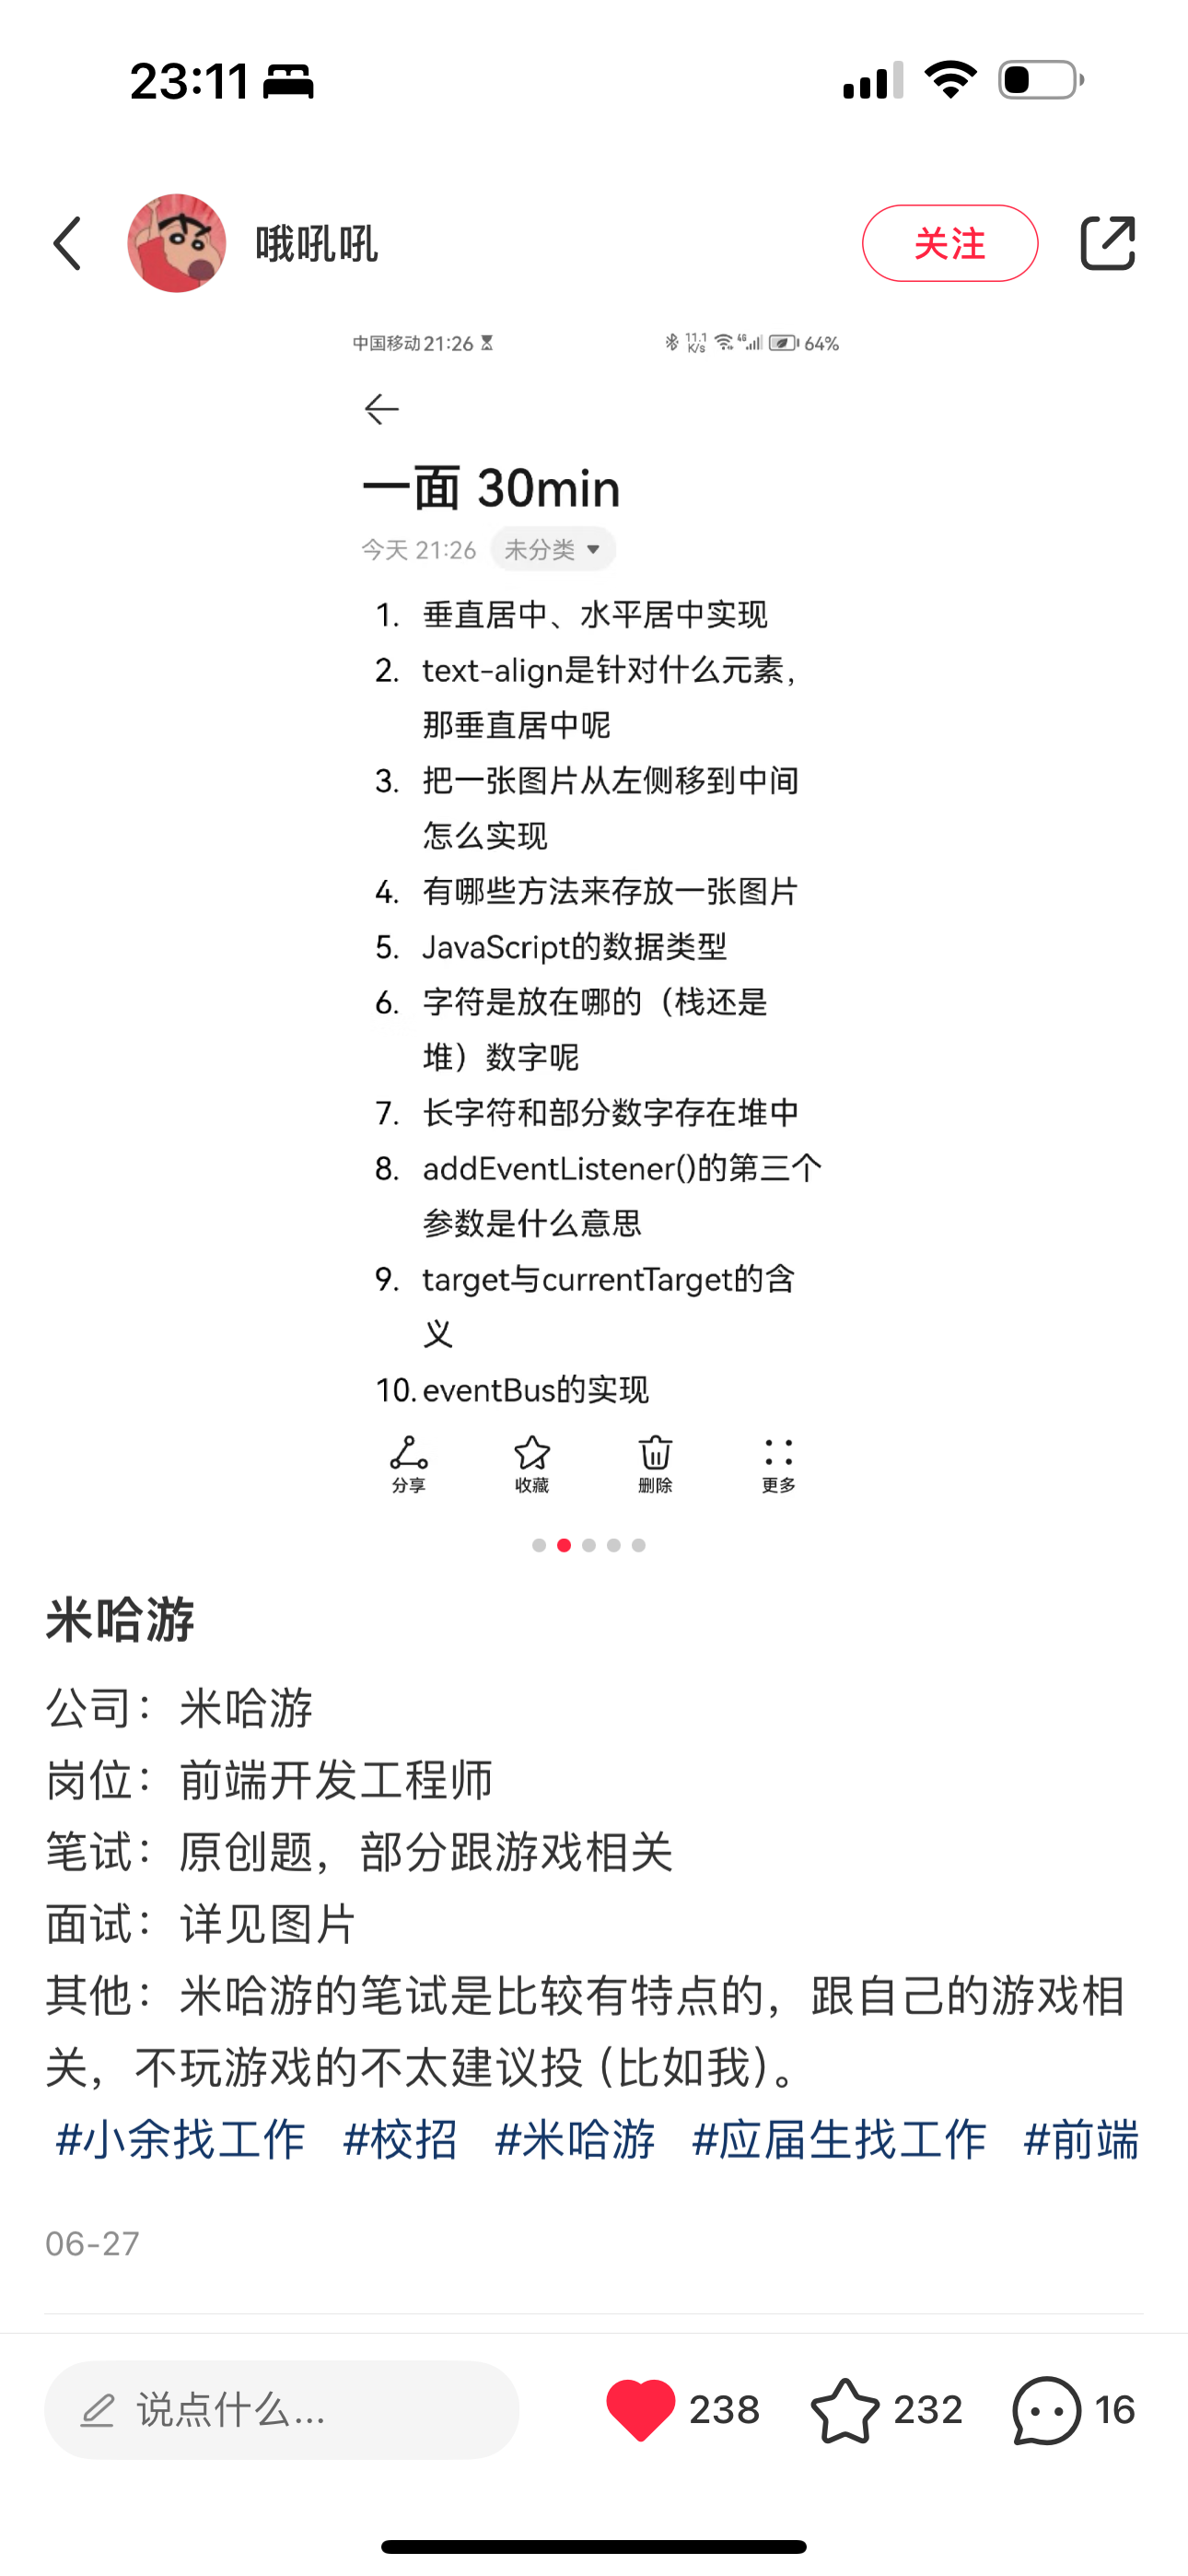 23:11
哦吼吼
关注
中国移动 21:26
11.1 K/s 4G 64%
一面 30min
今天 21:26 未分类
1. 垂直居中、水平居中实现
2. text-align是针对什么元素，
那垂直居中呢
3. 把一张图片从左侧移到中间
怎么实现
4. 有哪些方法来存放一张图片
5. JavaScript的数据类型
6. 字符是放在哪的（栈还是
堆）数字呢
7. 长字符和部分数字存在堆中
8. addEventListener()的第三个
参数是什么意思
9. target与currentTarget的含
义
10. eventBus的实现
分享 收藏 删除 更多
米哈游
公司：米哈游
岗位：前端开发工程师
笔试：原创题，部分跟游戏相关
面试：详见图片
其他：米哈游的笔试是比较有特点的，跟自己的游戏相
关，不玩游戏的不太建议投（比如我）。
#小余找工作 #校招 #米哈游 #应届生找工作 #前端
06-27
说点什么... 238 232 16